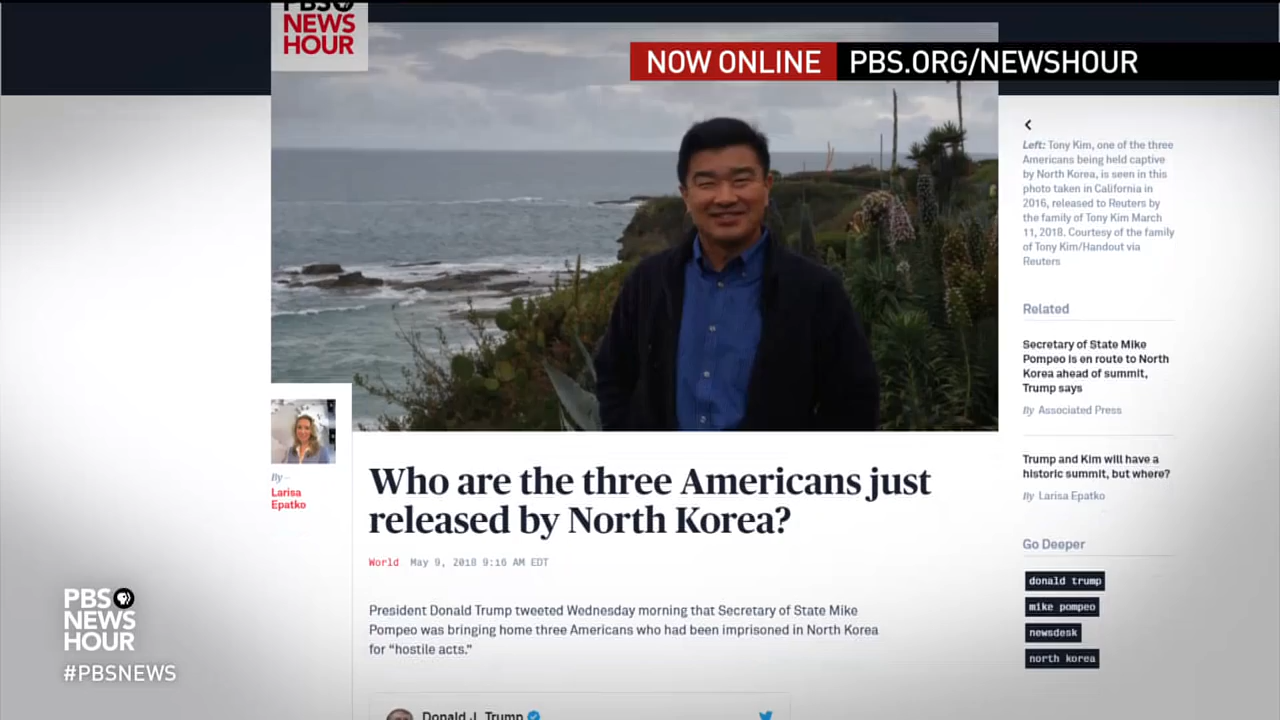 PBS
NEWS
HOUR
NOW ONLINE PBS.ORG/NEWSHOUR
Left: Tony Kim, one of the three
Americans being held captive
by North Korea, is seen in this
photo taken in California in
2016, released to Reuters by
the family of Tony Kim March
11, 2018. Courtesy of the family
of Tony Kim/Handout via
Reuters
Related
Secretary of State Mike
Pompeo is en route to North
Korea ahead of summit,
Trump says
By Associated Press
Trump and Kim will have a
historic summit, but where?
By Larisa Epatko
Go Deeper
donald trump
mike pompeo
newsdesk
north korea
By –
Larisa
Epatko
Who are the three Americans just
released by North Korea?
World May 9, 2018 9:16 AM EDT
President Donald Trump tweeted Wednesday morning that Secretary of State Mike
Pompeo was bringing home three Americans who had been imprisoned in North Korea
for “hostile acts.”
Donald J. Trump
PBS
NEWS
HOUR
#PBSNEWS